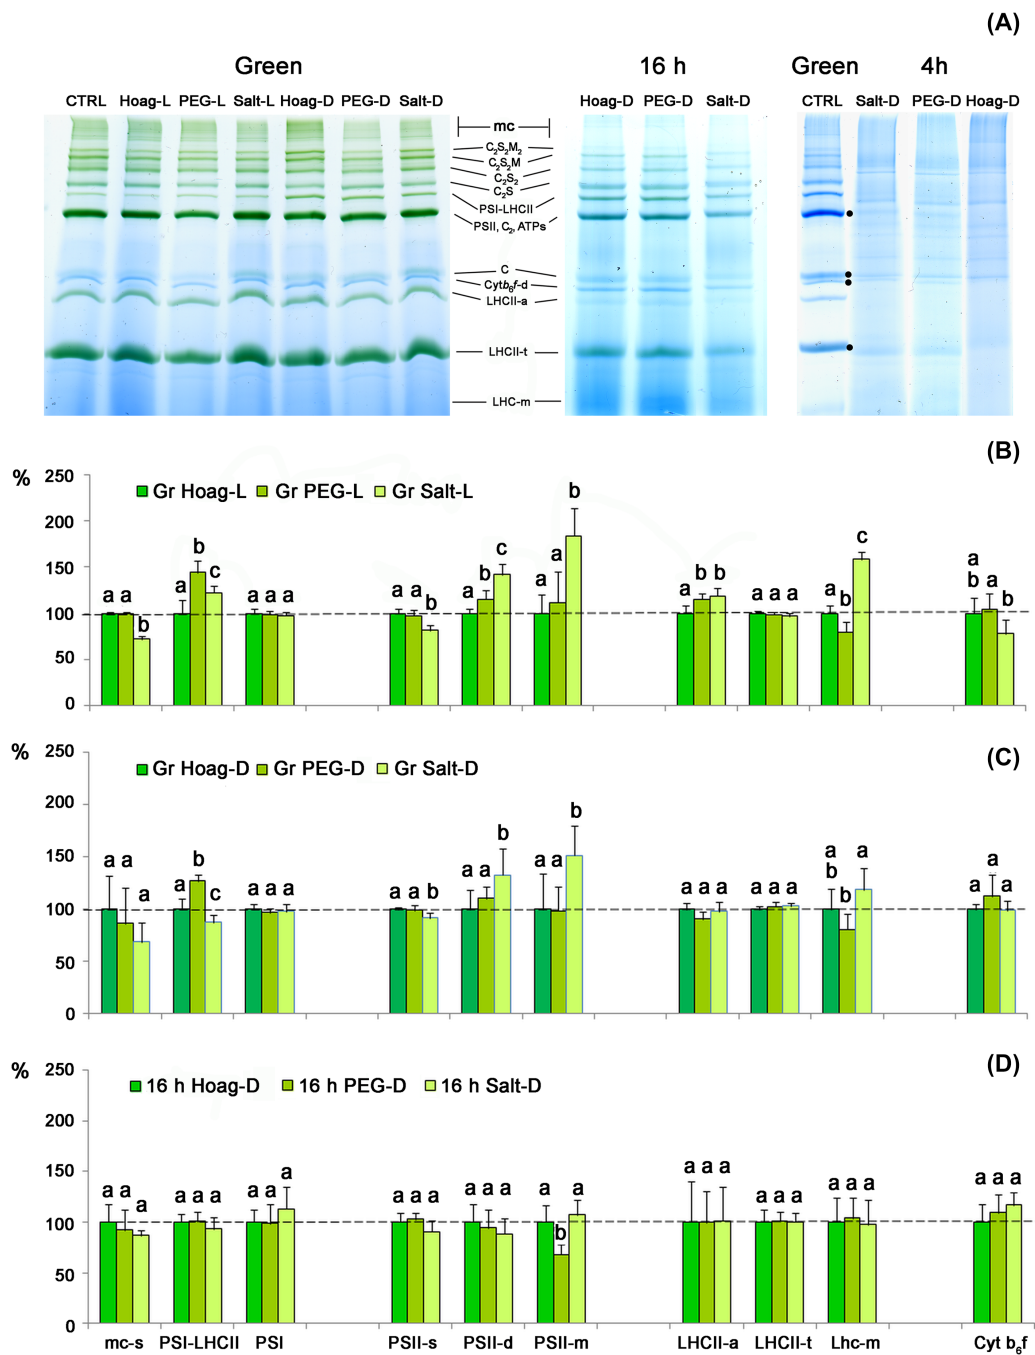 (A)
Green 16 h Green 4h
CTRL Hoag-L PEG-L Salt-L Hoag-D PEG-D Salt-D Hoag-D PEG-D Salt-D CTRL Salt-D PEG-D Hoag-D
mc
C₂S₂M₂
C₂S₂M
C₂S₂
C₂S
PSI-LHCII
PSII, C₂, ATPs
C
Cytb₆f-d
LHCII-a
LHCII-t
LHC-m
(B)
%
250
200
150
100
50
0
Gr Hoag-L Gr PEG-L Gr Salt-L
a a b
a b c
a a a
a a b
a b c
a a b
a b b
a a a
a b c
a b a b
(C)
%
250
200
150
100
50
0
Gr Hoag-D Gr PEG-D Gr Salt-D
a a a
a b c
a a a
a a b
a a b
a a b
a a a
a a a
a b b a
a a a
(D)
%
250
200
150
100
50
0
16 h Hoag-D 16 h PEG-D 16 h Salt-D
a a a
a a a
a a a
a a a
a a a
a b a
a a a
a a a
a a a
a a a
mc-s PSI-LHCII PSI PSII-s PSII-d PSII-m LHCII-a LHCII-t Lhc-m Cyt b₆f